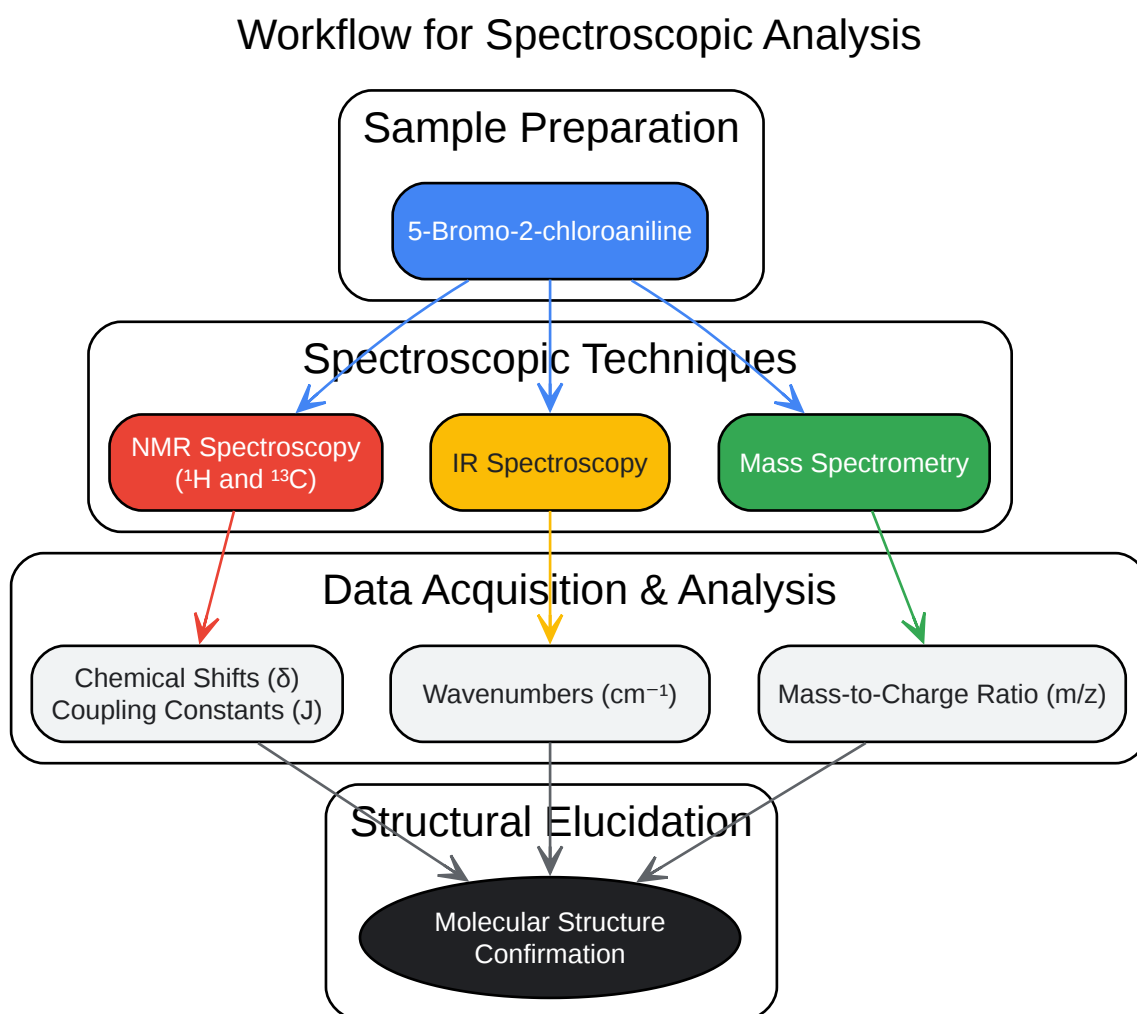 Workflow for Spectroscopic Analysis
Sample Preparation
5-Bromo-2-chloroaniline
Spectroscopic Techniques
NMR Spectroscopy
(¹H and ¹³C)
IR Spectroscopy
Mass Spectrometry
Data Acquisition & Analysis
Chemical Shifts (δ)
Coupling Constants (J)
Wavenumbers (cm⁻¹)
Mass-to-Charge Ratio (m/z)
Structural Elucidation
Molecular Structure
Confirmation